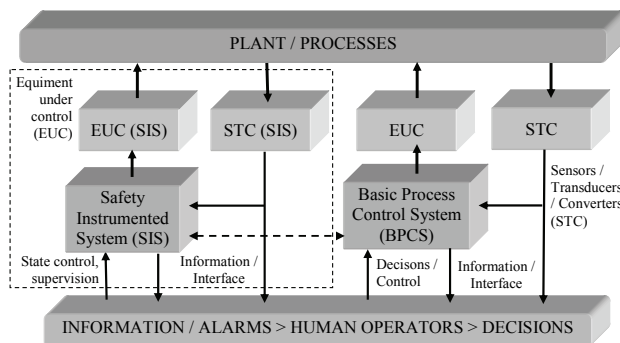 PLANT / PROCESSES
Equiment
under
control
(EUC)
EUC (SIS)
STC (SIS)
EUC
STC
Safety
Instrumented
System (SIS)
Basic Process
Control System
(BPCS)
Sensors /
Transducers
/ Converters
(STC)
State control,
supervision
Information /
Interface
Decisons /
Control
Information /
Interface
INFORMATION / ALARMS > HUMAN OPERATORS > DECISIONS